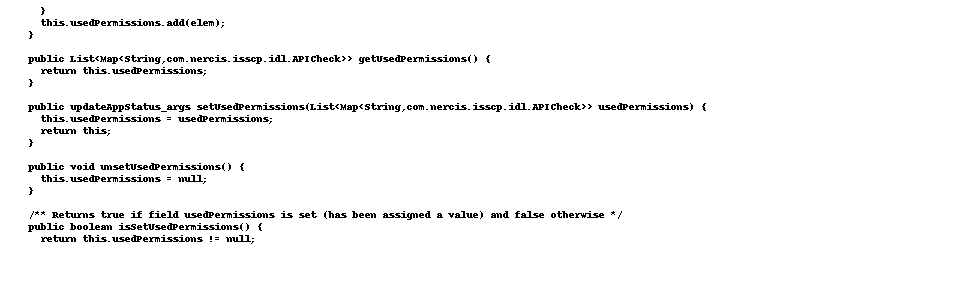 }
this.usedPermissions.add(elem);
}
public List<Map<String,com.nercis.isscp.idl.APICheck>> getUsedPermissions() {
return this.usedPermissions;
}
public updateAppStatus_args setUsedPermissions(List<Map<String,com.nercis.isscp.idl.APICheck>> usedPermissions) {
this.usedPermissions = usedPermissions;
return this;
}
public void unsetUsedPermissions() {
this.usedPermissions = null;
}
/** Returns true if field usedPermissions is set (has been assigned a value) and false otherwise */
public boolean isSetUsedPermissions() {
return this.usedPermissions != null;